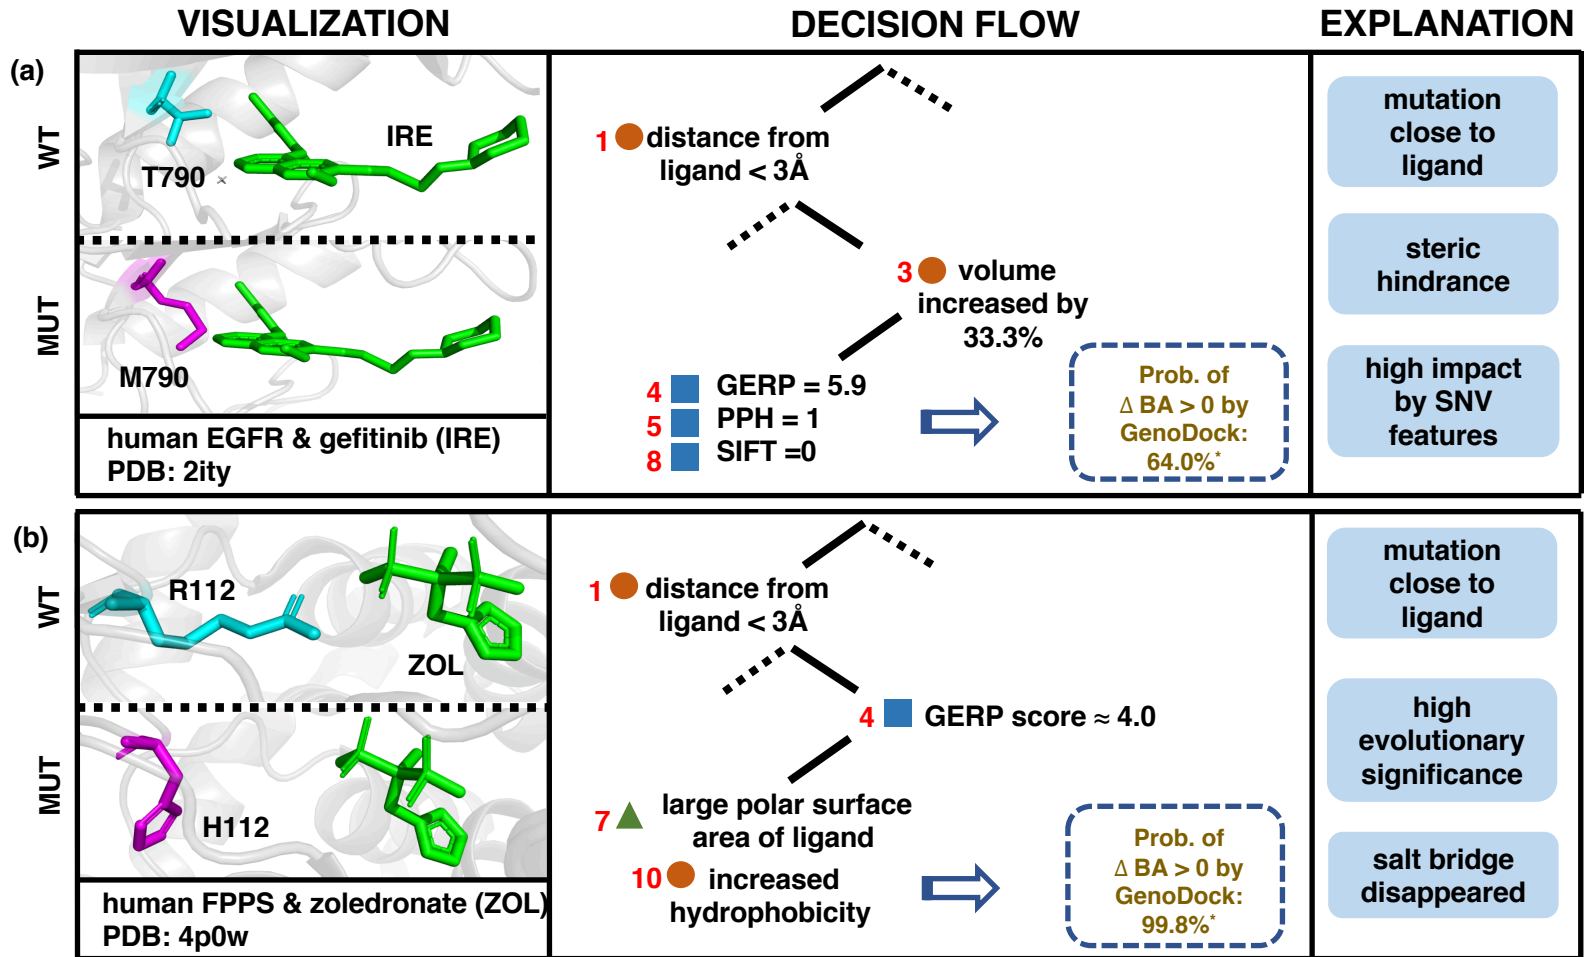 VISUALIZATION
DECISION FLOW
EXPLANATION
(a)
WT
T790
IRE
MUT
M790
human EGFR & gefitinib (IRE)
PDB: 2ity
1 distance from
ligand < 3Å
3 volume
increased by
33.3%
4 GERP = 5.9
5 PPH = 1
8 SIFT =0
Prob. of
Δ BA > 0 by
GenoDock:
64.0%*
mutation
close to
ligand
steric
hindrance
high impact
by SNV
features
(b)
WT
R112
ZOL
MUT
H112
human FPPS & zoledronate (ZOL)
PDB: 4p0w
1 distance from
ligand < 3Å
4 GERP score ≈ 4.0
7 large polar surface
area of ligand
10 increased
hydrophobicity
Prob. of
Δ BA > 0 by
GenoDock:
99.8%*
mutation
close to
ligand
high
evolutionary
significance
salt bridge
disappeared